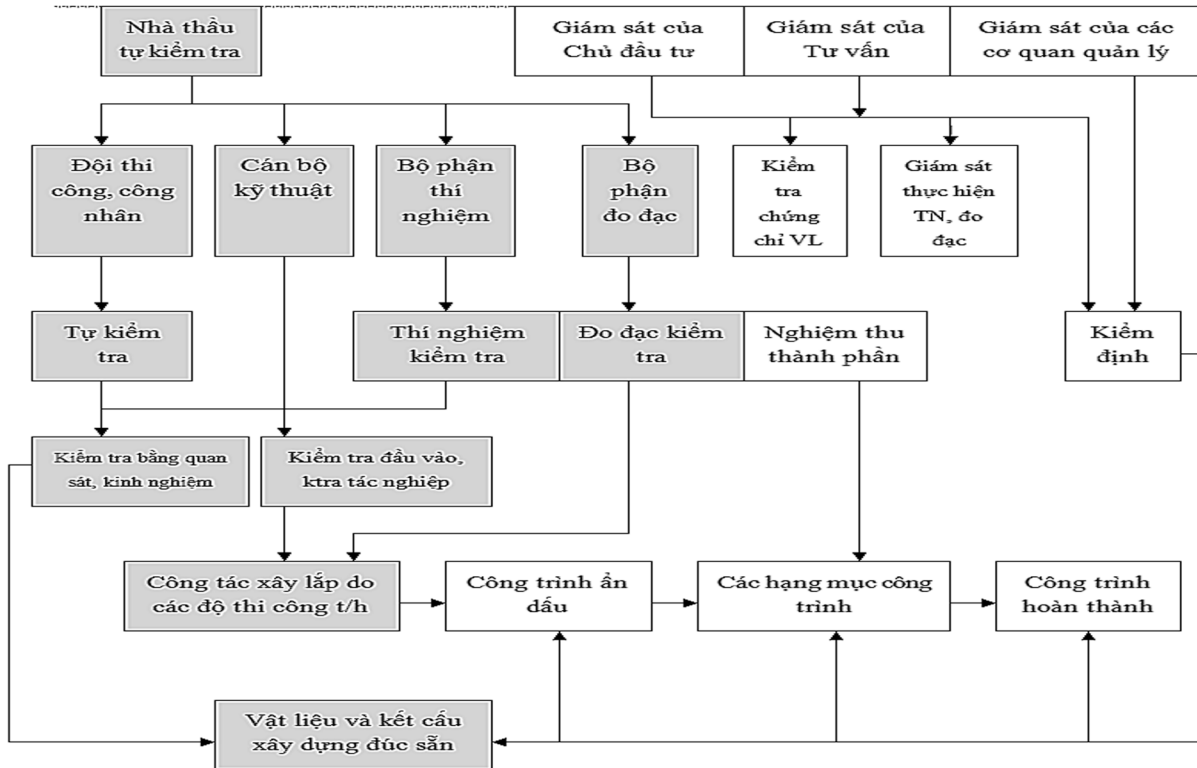 Nhà thầu
tự kiểm tra
Giám sát của
Chủ đầu tư
Giám sát của
Tư vấn
Giám sát của các
cơ quan quản lý
Đội thi
công, công
nhân
Cán bộ
kỹ thuật
Bộ phận
thí
nghiệm
Bộ
phận
đo đạc
Kiểm
tra
chứng
chỉ VL
Giám sát
thực hiện
TN, đo
đạc
Tự kiểm
tra
Thí nghiệm
kiểm tra
Đo đạc kiểm
tra
Nghiệm thu
thành phần
Kiểm
định
Kiểm tra bằng quan
sát, kinh nghiệm
Kiểm tra đầu vào,
ktra tác nghiệp
Công tác xây lắp do
các độ thi công t/h
Công trình ẩn
dấu
Các hạng mục công
trình
Công trình
hoàn thành
Vật liệu và kết cấu
xây dựng đúc sẵn